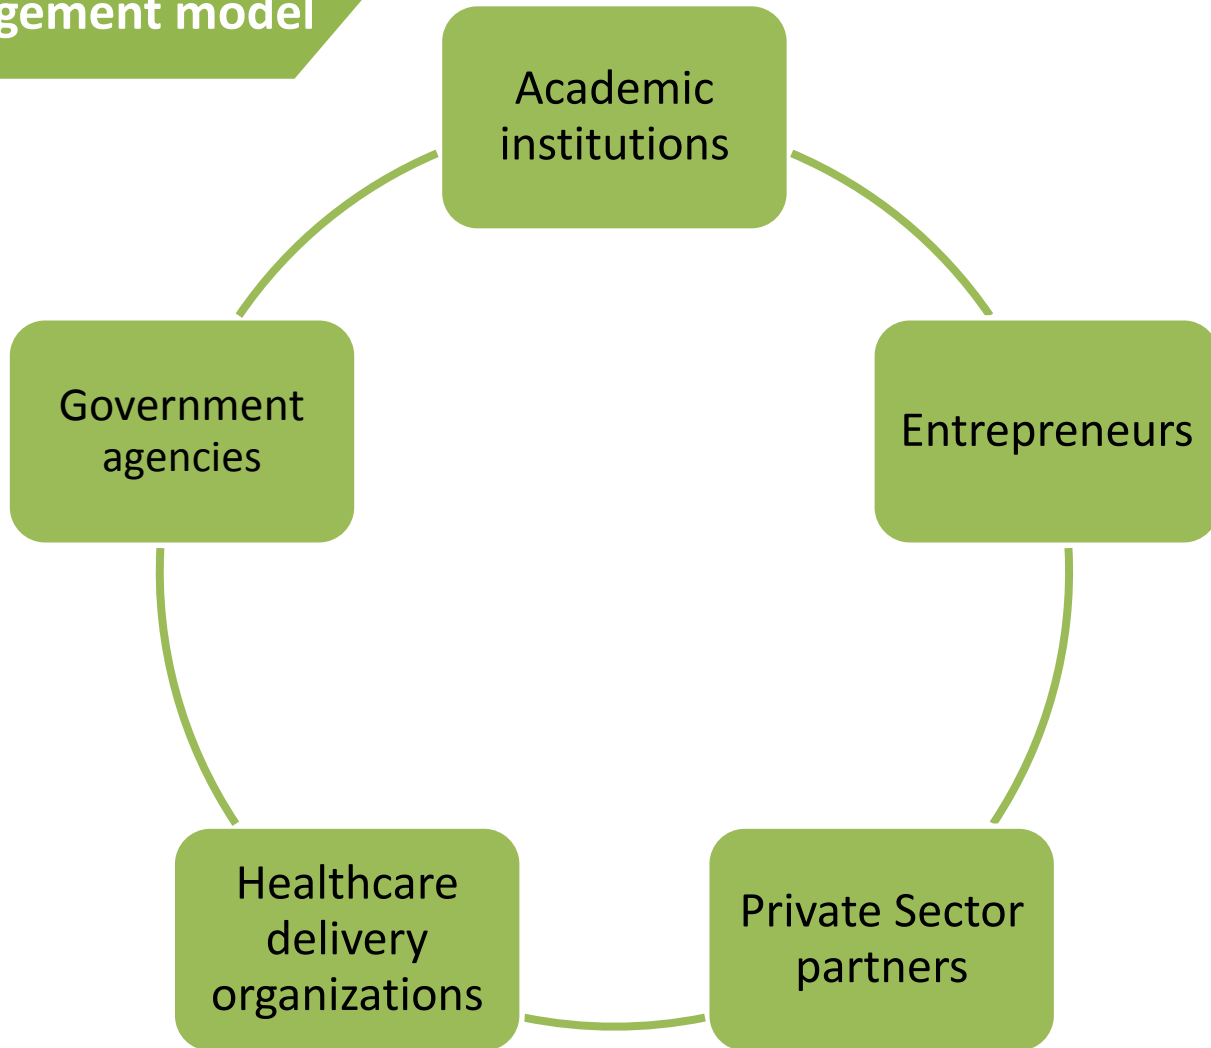 gement model
Academic
institutions
Government
agencies
Entrepreneurs
Healthcare
delivery
organizations
Private Sector
partners